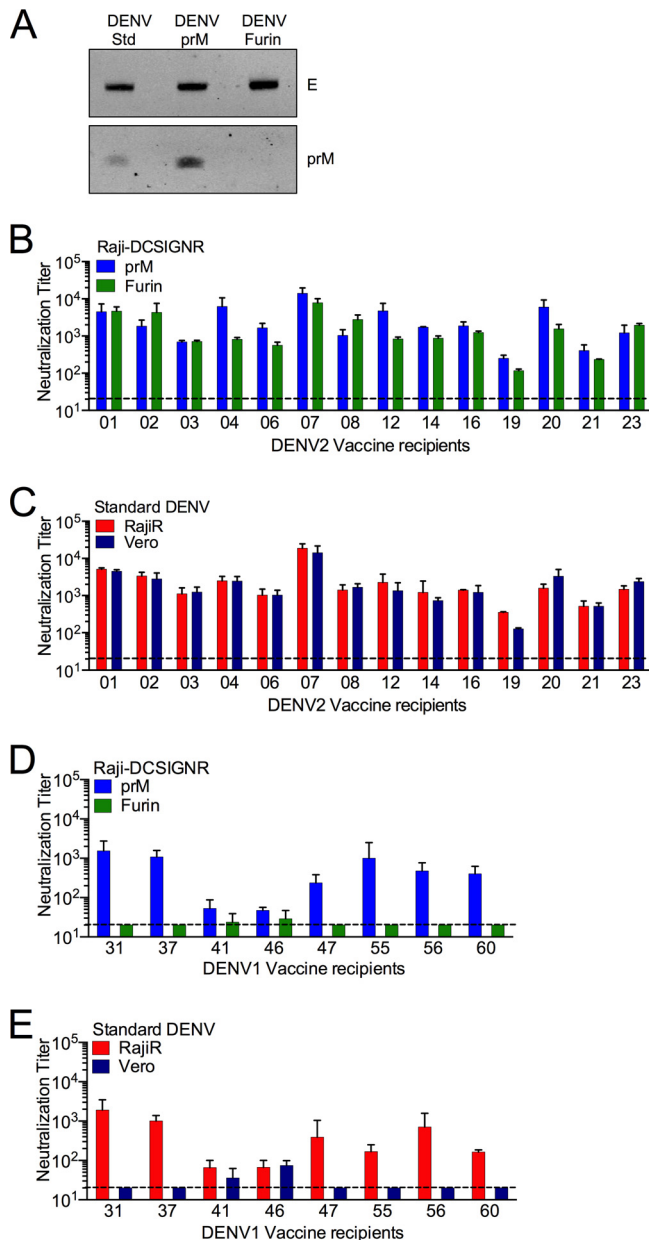 A
DENV DENV DENV
Std prM Furin
E
prM
B
Raji-DCSIGNR
prM
Furin
Neutralization Titer
10^5
10^4
10^3
10^2
10^1
01 02 03 04 06 07 08 12 14 16 19 20 21 23
DENV2 Vaccine recipients
C
Standard DENV
RajiR
Vero
Neutralization Titer
10^5
10^4
10^3
10^2
10^1
01 02 03 04 06 07 08 12 14 16 19 20 21 23
DENV2 Vaccine recipients
D
Raji-DCSIGNR
prM
Furin
Neutralization Titer
10^5
10^4
10^3
10^2
10^1
31 37 41 46 47 55 56 60
DENV1 Vaccine recipients
E
Standard DENV
RajiR
Vero
Neutralization Titer
10^5
10^4
10^3
10^2
10^1
31 37 41 46 47 55 56 60
DENV1 Vaccine recipients